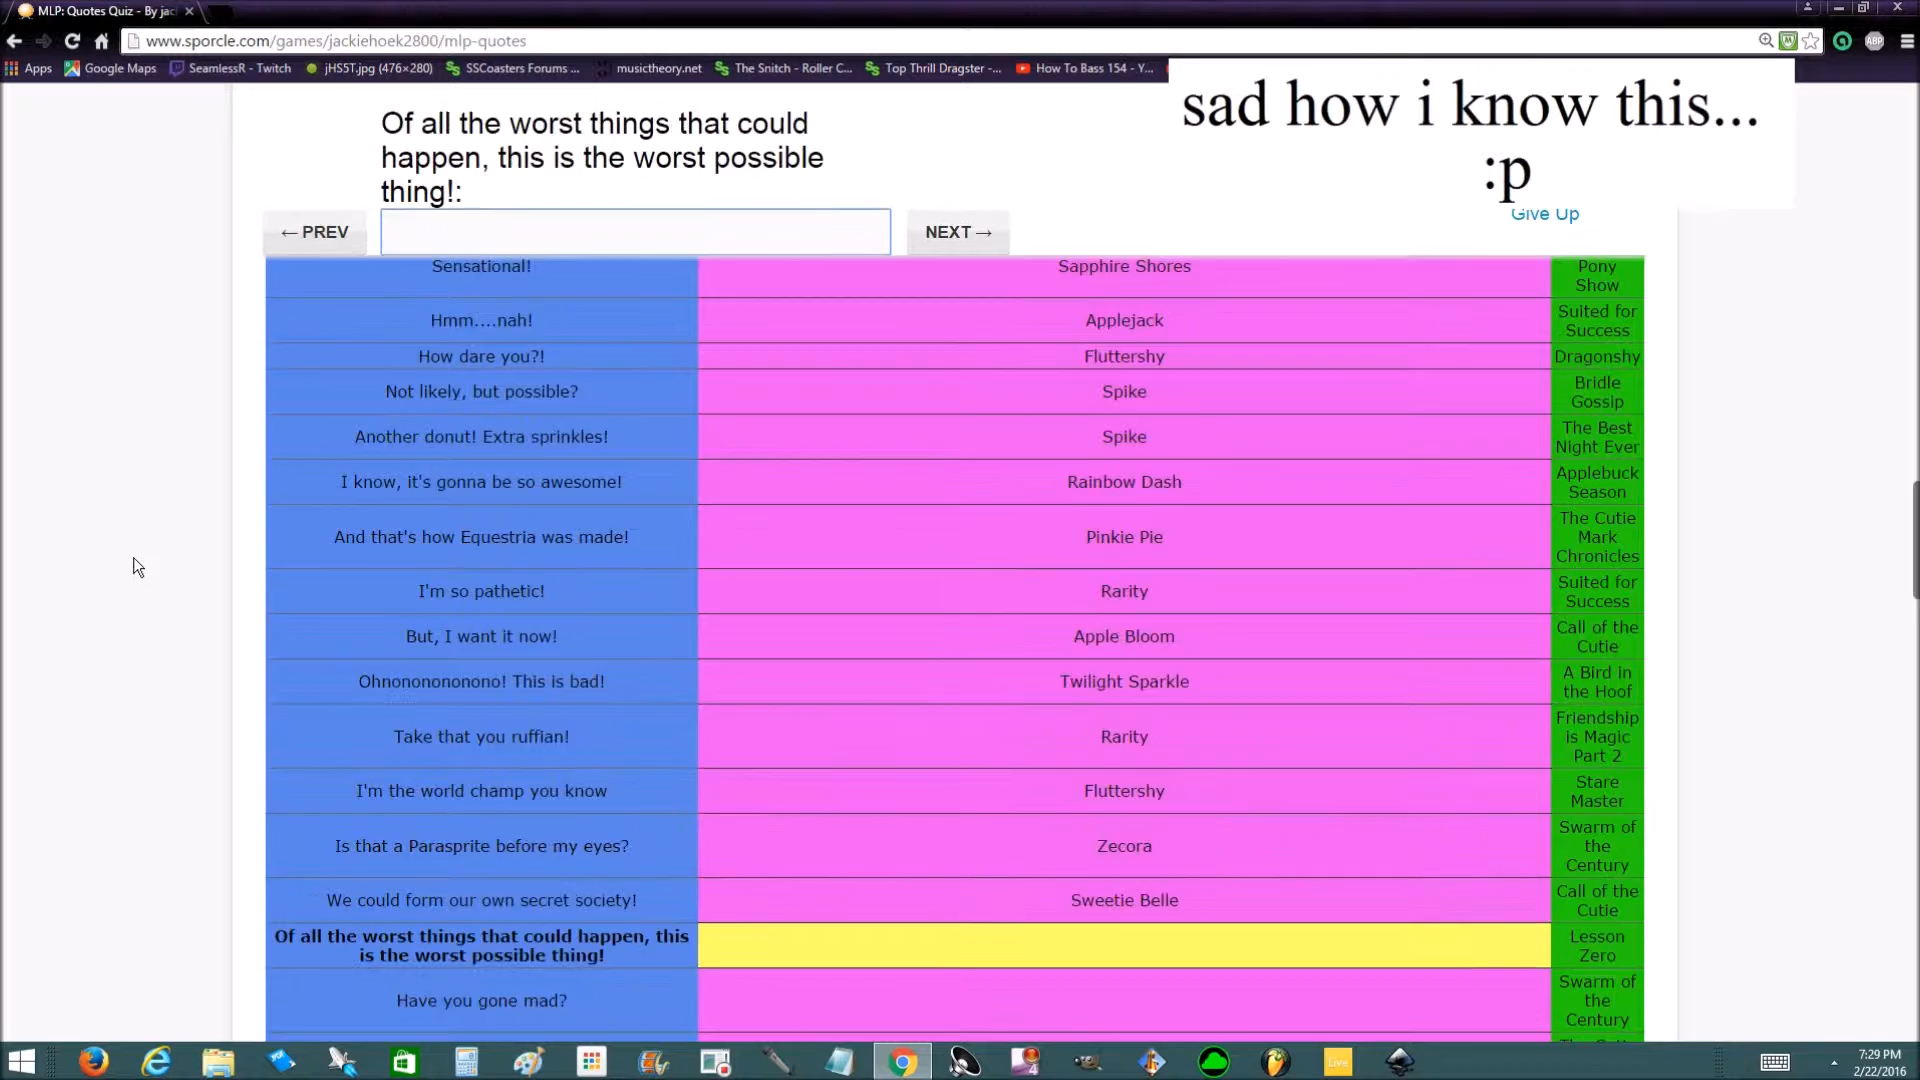 MLP: Quotes Quiz - By jac
www.sporcle.com/games/jackiehoek2800/mlp-quotes
Apps Google Maps SeamlessR - Twitch jHS5T.jpg (476×280) SSCoasters Forums ... musictheory.net The Snitch - Roller C... Top Thrill Dragster -... How To Bass 154 - Y...
sad how i know this...
:p
Of all the worst things that could
happen, this is the worst possible
thing!:
Give Up
← PREV NEXT →
Sensational! Sapphire Shores Pony
Show
Hmm....nah! Applejack Suited for
Success
How dare you?! Fluttershy Dragonshy
Not likely, but possible? Spike Bridle
Gossip
Another donut! Extra sprinkles! Spike The Best
Night Ever
I know, it's gonna be so awesome! Rainbow Dash Applebuck
Season
And that's how Equestria was made! Pinkie Pie The Cutie
Mark
Chronicles
I'm so pathetic! Rarity Suited for
Success
But, I want it now! Apple Bloom Call of the
Cutie
Ohnononononono! This is bad! Twilight Sparkle A Bird in
the Hoof
Take that you ruffian! Rarity Friendship
is Magic
Part 2
I'm the world champ you know Fluttershy Stare
Master
Is that a Parasprite before my eyes? Zecora Swarm of
the
Century
We could form our own secret society! Sweetie Belle Call of the
Cutie
Of all the worst things that could happen, this
is the worst possible thing! Lesson
Zero
Have you gone mad? Swarm of
the
Century
Live
7:29 PM
2/22/2016